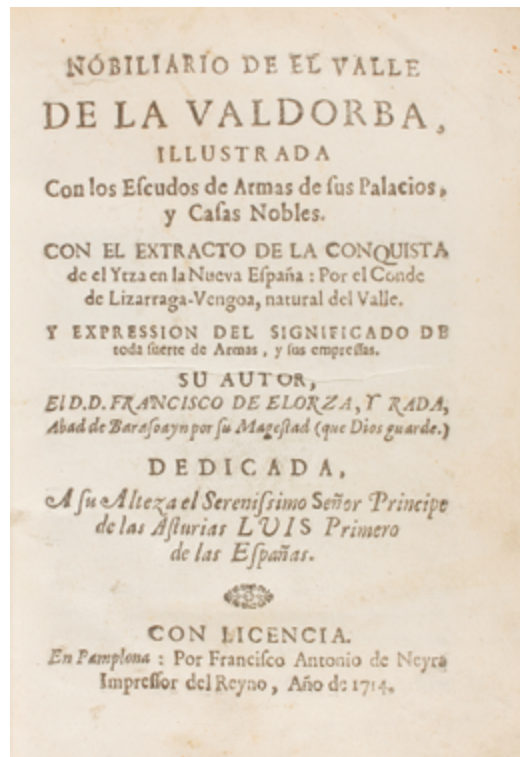 NOBILIARIO DE EL VALLE
DE LA VALDORBA,
ILLUSTRADA
Con los Eſcudos de Armas de ſus Palacios,
y Caſas Nobles.
CON EL EXTRACTO DE LA CONQUISTA
de el Ytza en la Nueva Eſpaña : Por el Conde
de Lizarraga-Vengoa, natural del Valle.
Y EXPRESSION DEL SIGNIFICADO DE
toda ſuerte de Armas, y ſus empreſſas.
SU AUTOR,
El D.D. FRANCISCO DE ELORZA, Y RADA,
Abad de Baraſoayn por ſu Mageſtad (que Dios guarde.)
DEDICADA,
A ſu Alteza el Sereniſsimo Señor Principe
de las Aſturias LUIS Primero
de las Eſpañas.
CON LICENCIA.
En Pamplona : Por Franciſco Antonio de Neyra
Impreſſor del Reyno, Año de 1714.